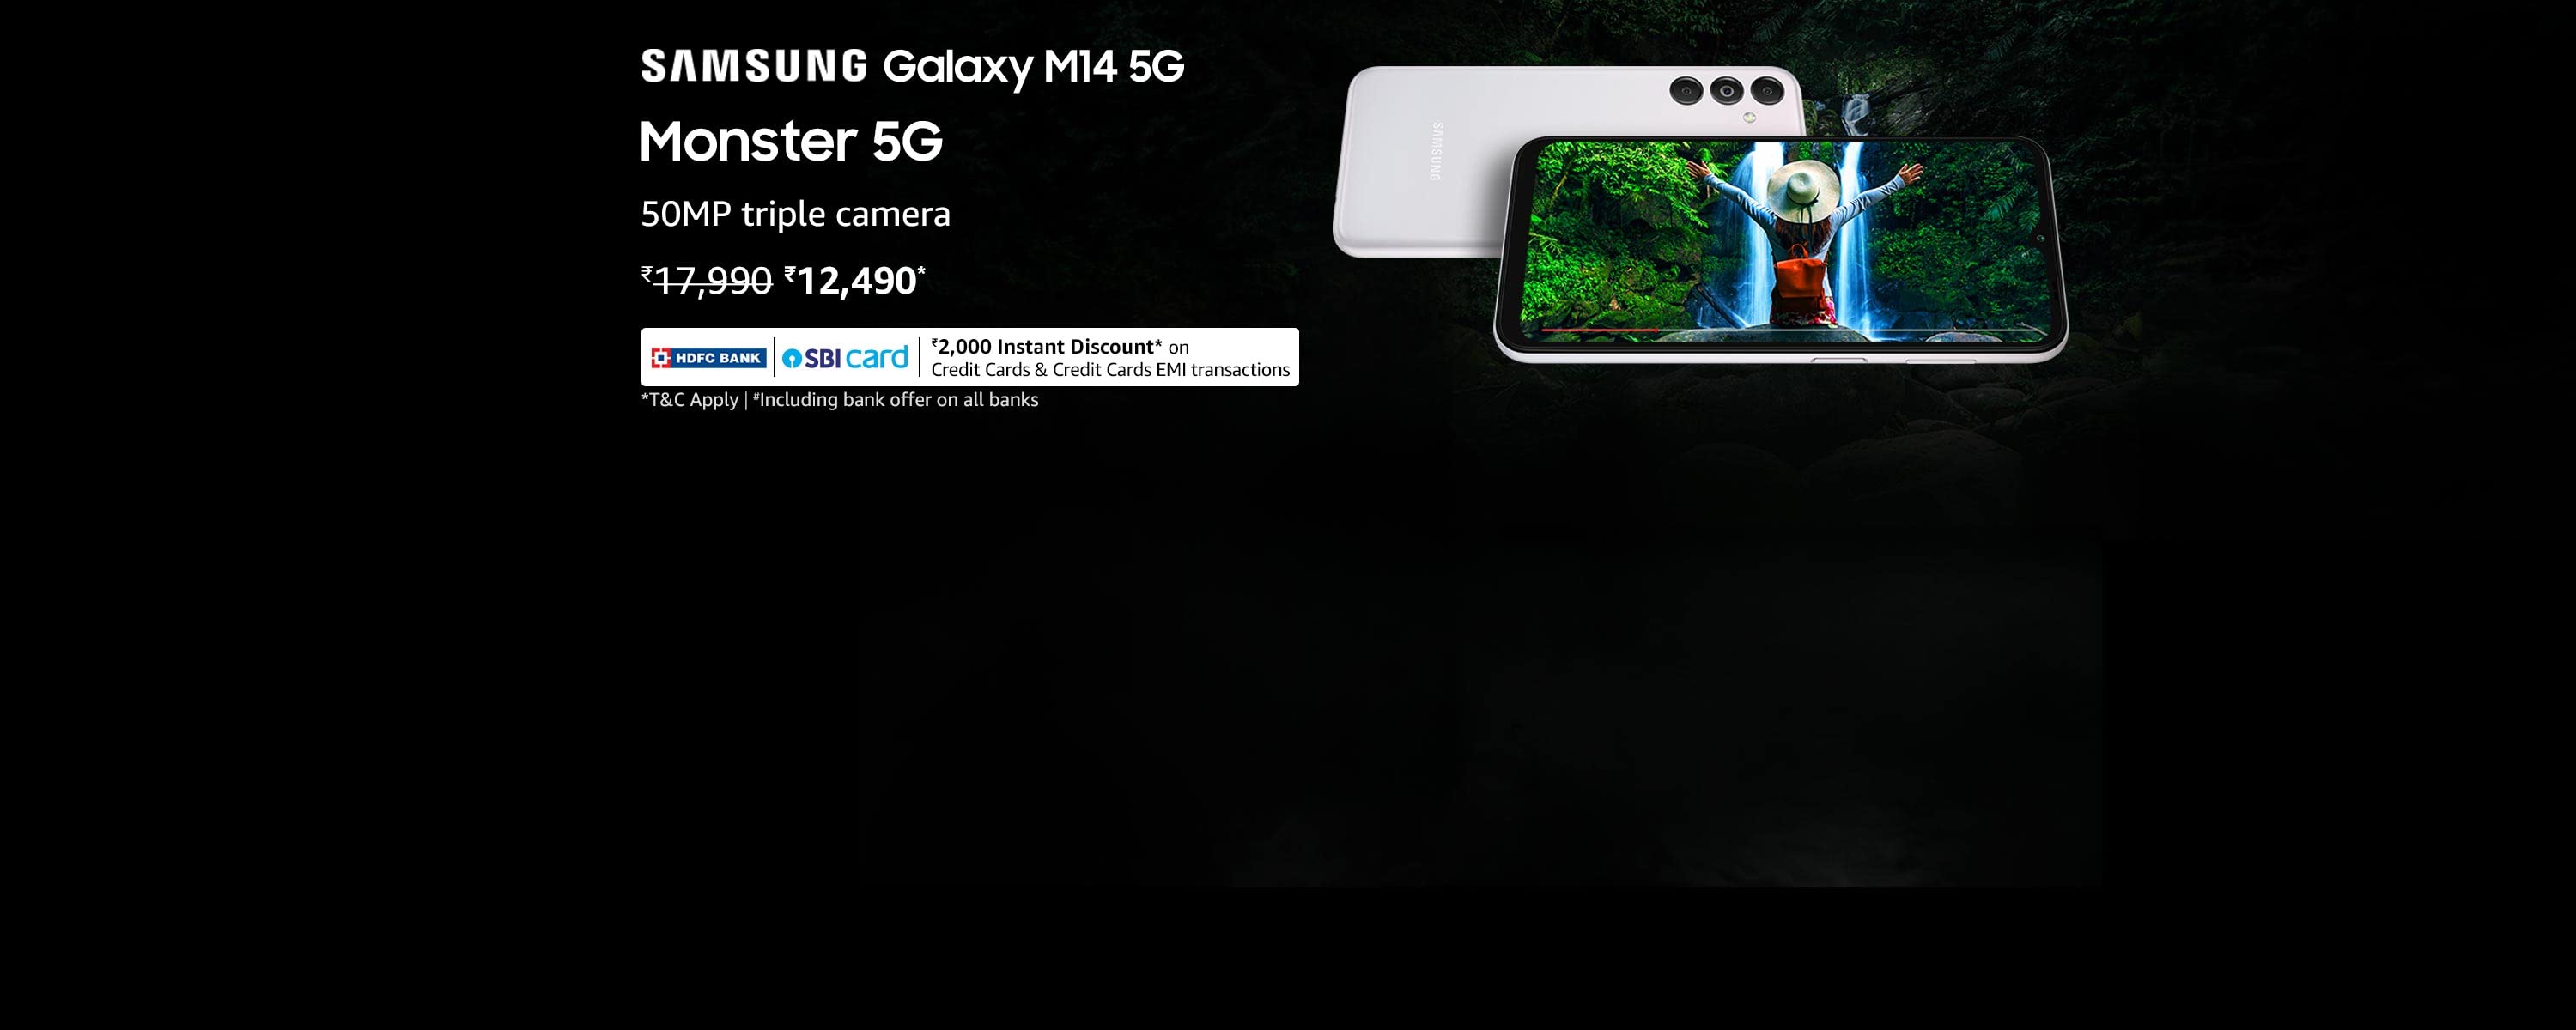 SAMSUNG Galaxy M14 5G
Monster 5G
50MP triple camera
₹17,990 ₹12,490*
HDFC BANK
SBI card
₹2,000 Instant Discount* on
Credit Cards & Credit Cards EMI transactions
*T&C Apply | #Including bank offer on all banks
SAMSUNG